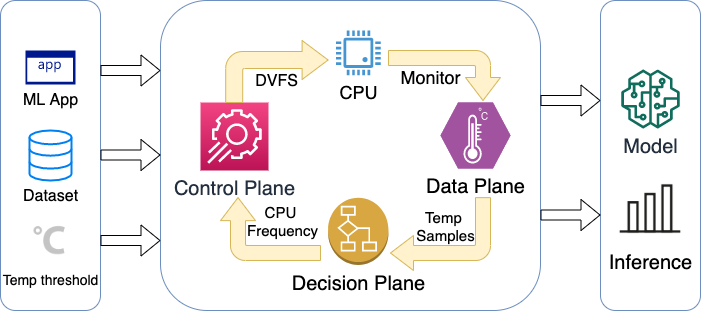 app
ML App
Dataset
°C
Temp threshold
DVFS
CPU
Monitor
Control Plane
°C
Data Plane
CPU
Frequency
Temp
Samples
Decision Plane
Model
Inference